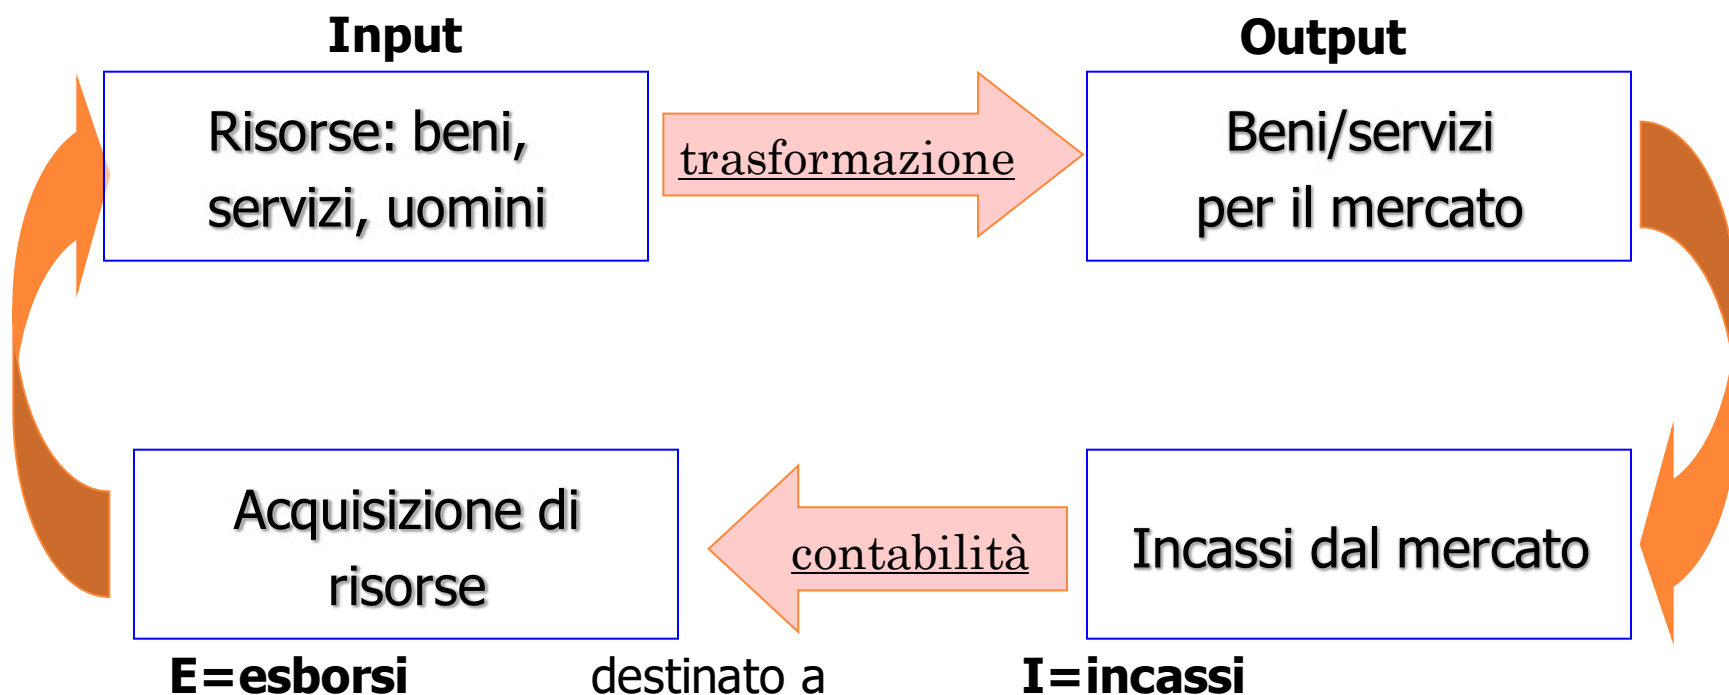 Input
Output
Risorse: beni,
servizi, uomini
trasformazione
Beni/servizi
per il mercato
Acquisizione di
risorse
contabilità
Incassi dal mercato
E=esborsi
destinato a
I=incassi